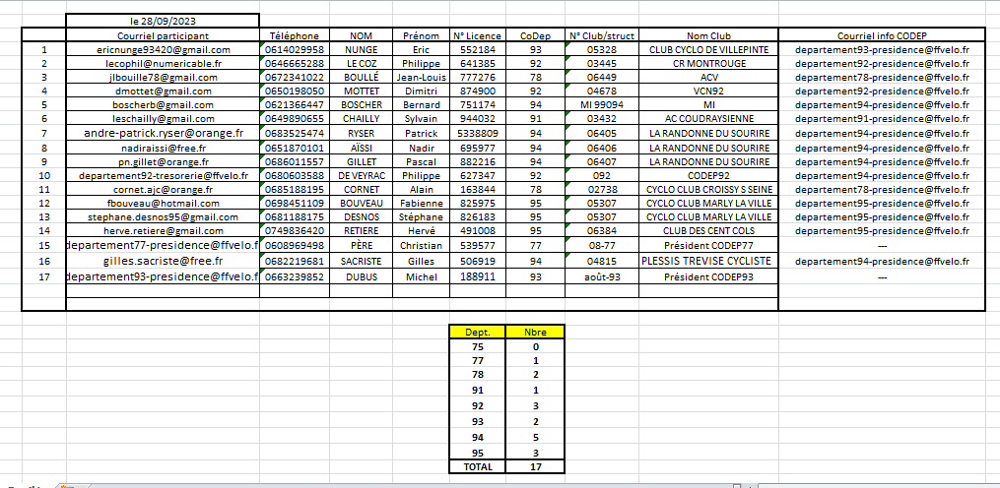 le 28/09/2023
Courriel participant Téléphone NOM Prénom N° Licence CoDep N° Club/struct Nom Club Courriel info CODEP
1 ericnunge93420@gmail.com 0614029958 NUNGE Eric 552184 93 05328 CLUB CYCLO DE VILLEPINTE departement93-presidence@ffvelo.fr
2 lecophil@numericable.fr 0646665288 LE COZ Philippe 641385 92 03445 CR MONTROUGE departement92-presidence@ffvelo.fr
3 jlbouille78@gmail.com 0672341022 BOULLÉ Jean-Louis 777276 78 06449 ACV departement78-presidence@ffvelo.fr
4 dmottet@gmail.com 0650198050 MOTTET Dimitri 874900 92 04678 VCN92 departement92-presidence@ffvelo.fr
5 boscherb@gmail.com 0621366447 BOSCHER Bernard 751174 94 MI 99094 MI departement94-presidence@ffvelo.fr
6 leschailly@gmail.com 0649890655 CHAILLY Sylvain 944032 91 03432 AC COUDRAYSIENNE departement91-presidence@ffvelo.fr
7 andre-patrick.ryser@orange.fr 0683525474 RYSER Patrick 5338809 94 06405 LA RANDONNE DU SOURIRE departement94-presidence@ffvelo.fr
8 nadiraissi@free.fr 0651870101 AÏSSI Nadir 695977 94 06406 LA RANDONNE DU SOURIRE departement94-presidence@ffvelo.fr
9 pn.gillet@orange.fr 0686011557 GILLET Pascal 882216 94 06407 LA RANDONNE DU SOURIRE departement94-presidence@ffvelo.fr
10 departement92-tresorerie@ffvelo.fr 0680603588 DE VEYRAC Philippe 627347 92 092 CODEP92 departement92-presidence@ffvelo.fr
11 cornet.ajc@orange.fr 0685188195 CORNET Alain 163844 78 02738 CYCLO CLUB CROISSY S SEINE departement78-presidence@ffvelo.fr
12 fbouveau@hotmail.com 0698451109 BOUVEAU Fabienne 825975 95 05307 CYCLO CLUB MARLY LA VILLE departement95-presidence@ffvelo.fr
13 stephane.desnos95@gmail.com 0681188175 DESNOS Stéphane 826183 95 05307 CYCLO CLUB MARLY LA VILLE departement95-presidence@ffvelo.fr
14 herve.retiere@gmail.com 0749836420 RETIERE Hervé 491008 95 06384 CLUB DES CENT COLS departement95-presidence@ffvelo.fr
15 departement77-presidence@ffvelo.f 0608969498 PÈRE Christian 539577 77 08-77 Président CODEP77 ---
16 gilles.sacriste@free.fr 0682219681 SACRISTE Gilles 506919 94 04815 PLESSIS TREVISE CYCLISTE departement94-presidence@ffvelo.fr
17 departement93-presidence@ffvelo.f 0663239852 DUBUS Michel 188911 93 août-93 Président CODEP93 ---
Dept. Nbre
75 0
77 1
78 2
91 1
92 3
93 2
94 5
95 3
TOTAL 17